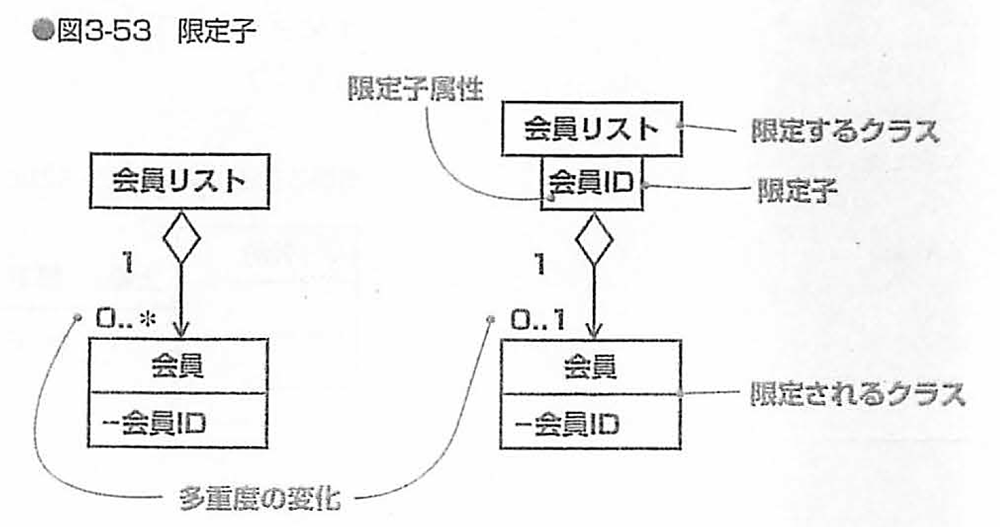 ●図3-53 限定子
限定子属性
会員リスト
限定するクラス
会員ID
限定子
1
0..1
会員
-会員ID
限定されるクラス
会員リスト
1
0..*
会員
-会員ID
多重度の変化